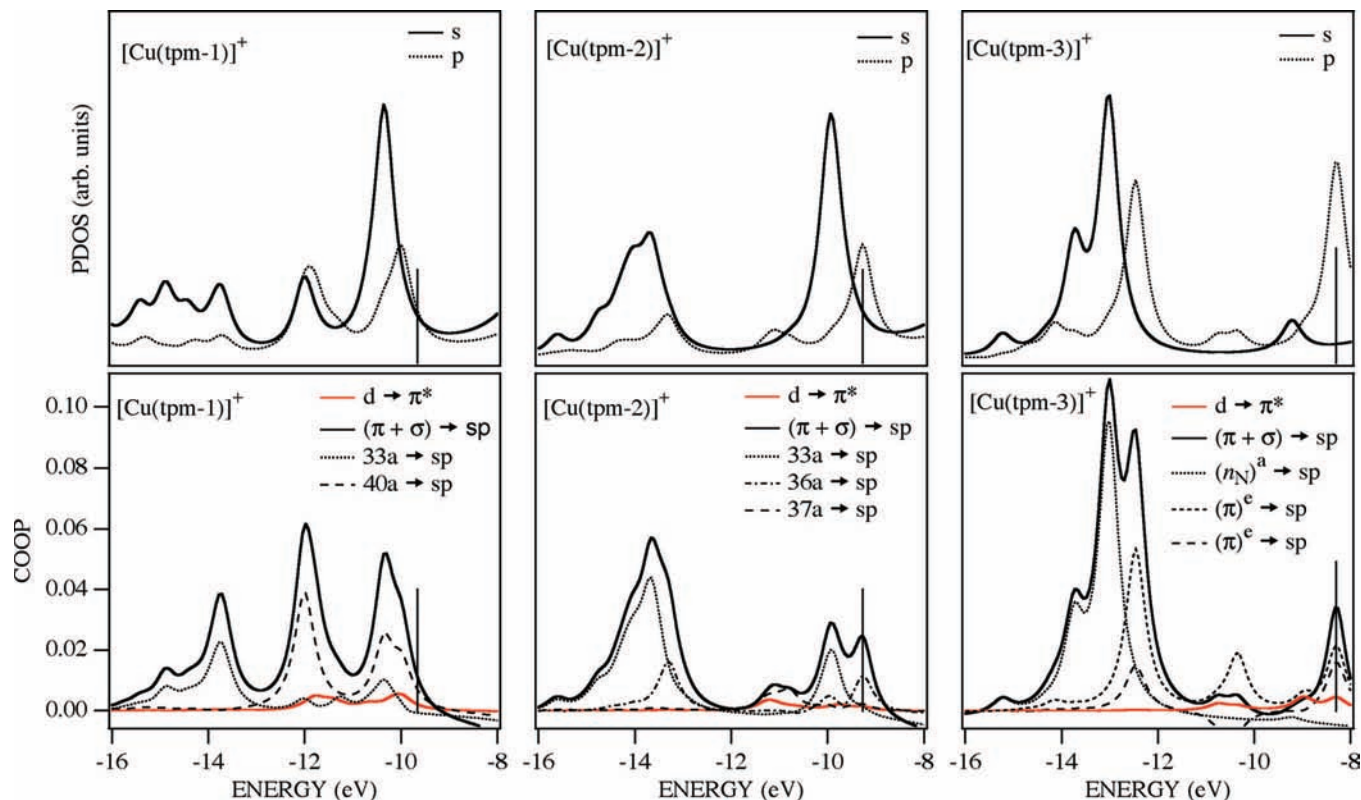 [Cu(tpm-1)]⁺
s
p
[Cu(tpm-2)]⁺
s
p
[Cu(tpm-3)]⁺
s
p
PDOS (arb. units)
[Cu(tpm-1)]⁺
d → π*
(π + σ) → sp
33a → sp
40a → sp
[Cu(tpm-2)]⁺
d → π*
(π + σ) → sp
33a → sp
36a → sp
37a → sp
[Cu(tpm-3)]⁺
d → π*
(π + σ) → sp
(n_N)ᵃ → sp
(π)ᵉ → sp
(π)ᵉ → sp
COOP
0.10
0.08
0.06
0.04
0.02
0.00
-16 -14 -12 -10 -8
-16 -14 -12 -10 -8
-16 -14 -12 -10 -8
ENERGY (eV)
ENERGY (eV)
ENERGY (eV)